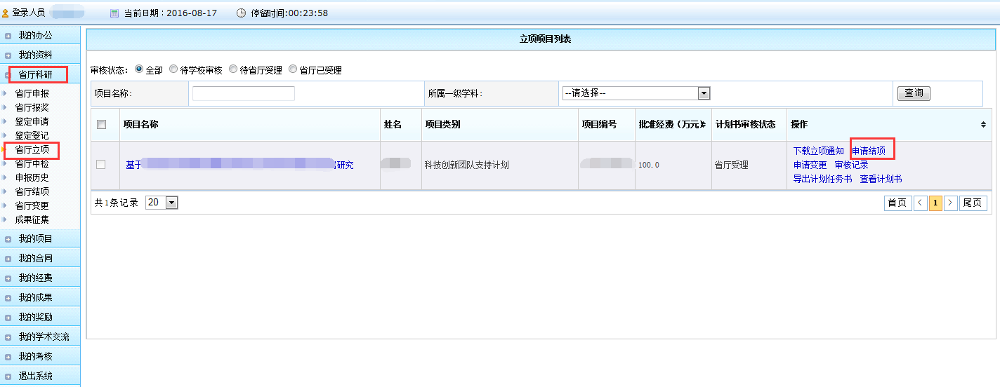 登录人员 当前日期：2016-08-17 停留时间:00:23:58
我的办公
我的资料
省厅科研
省厅申报
省厅报奖
鉴定申请
鉴定登记
省厅立项
省厅中检
申报历史
省厅结项
省厅变更
成果征集
我的项目
我的合同
我的经费
我的成果
我的奖励
我的学术交流
我的考核
退出系统
立项项目列表
审核状态： 全部 待学校审核 待省厅受理 省厅已受理
项目名称: 所属一级学科: --请选择-- 查询
项目名称 姓名 项目类别 项目编号 批准经费（万元） 计划书审核状态 操作
基于 研究 科技创新团队支持计划 100.0 省厅受理
下载立项通知 申请结项
申请变更 审核记录
导出计划任务书 查看计划书
共1条记录 20 首页 < 1 > 尾页